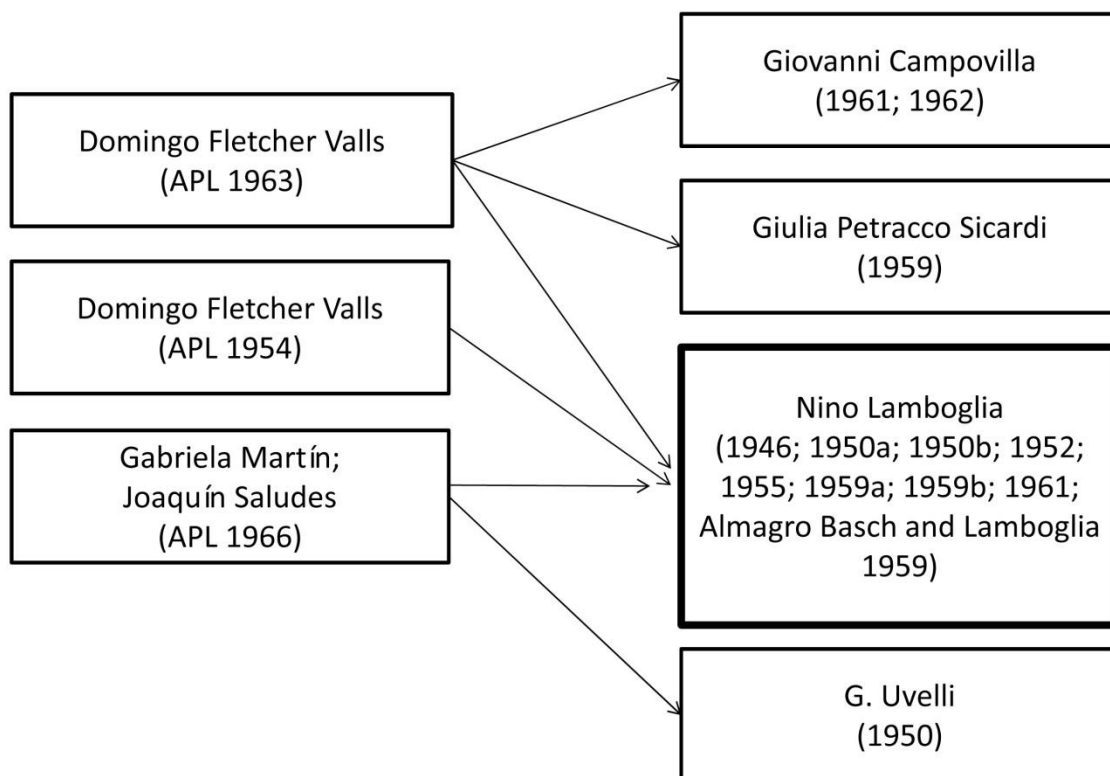 Domingo Fletcher Valls
(APL 1963)
Domingo Fletcher Valls
(APL 1954)
Gabriela Martín;
Joaquín Saludes
(APL 1966)
Giovanni Campovilla
(1961; 1962)
Giulia Petracco Sicardi
(1959)
Nino Lamboglia
(1946; 1950a; 1950b; 1952;
1955; 1959a; 1959b; 1961;
Almagro Basch and Lamboglia
1959)
G. Uvelli
(1950)